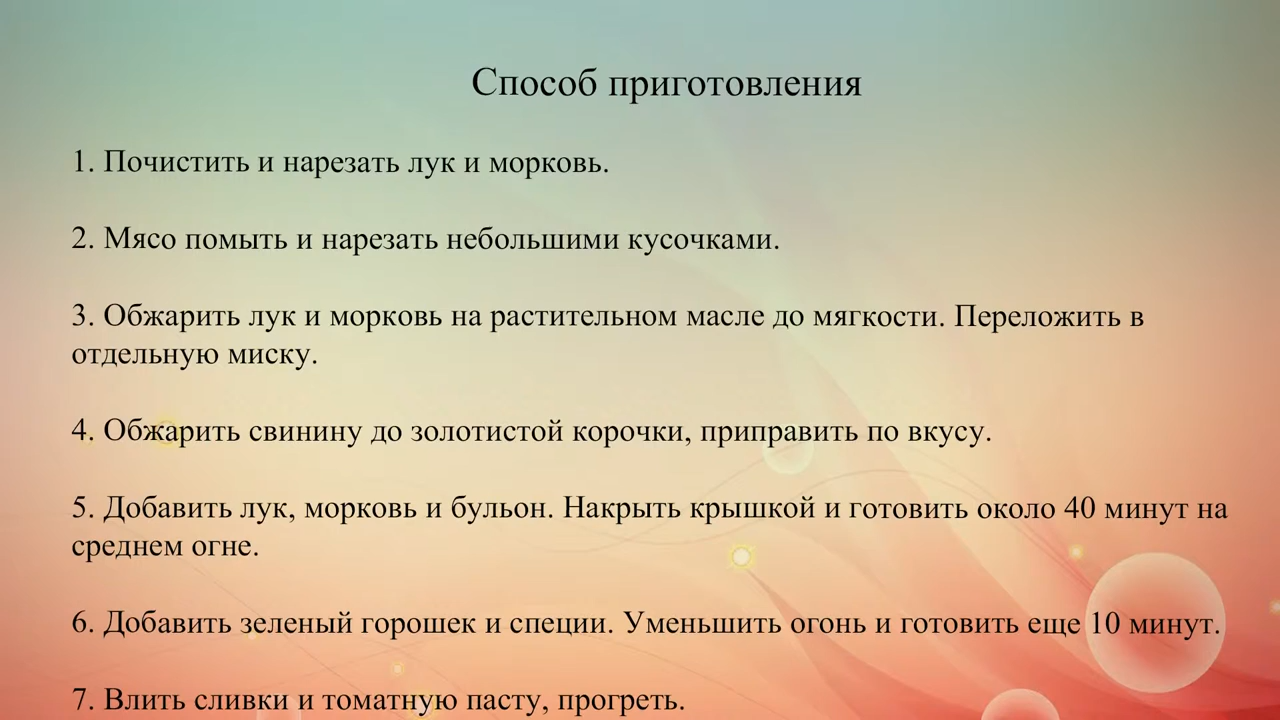 Способ приготовления
1. Почистить и нарезать лук и морковь.
2. Мясо помыть и нарезать небольшими кусочками.
3. Обжарить лук и морковь на растительном масле до мягкости. Переложить в
отдельную миску.
4. Обжарить свинину до золотистой корочки, приправить по вкусу.
5. Добавить лук, морковь и бульон. Накрыть крышкой и готовить около 40 минут на
среднем огне.
6. Добавить зеленый горошек и специи. Уменьшить огонь и готовить еще 10 минут.
7. Влить сливки и томатную пасту, прогреть.